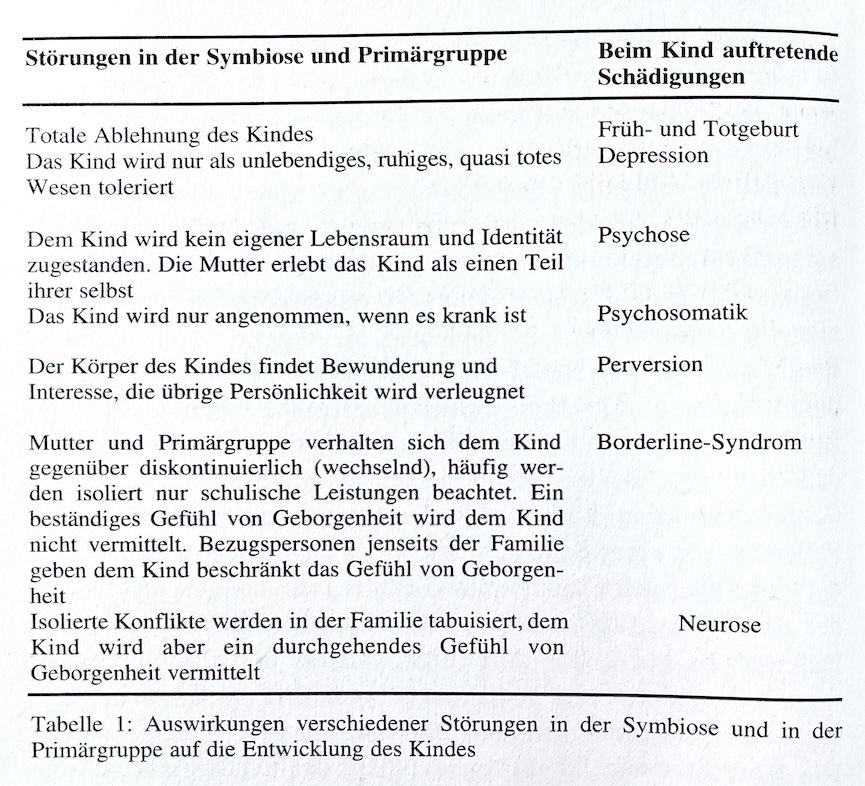 Störungen in der Symbiose und Primärgruppe
Beim Kind auftretende
Schädigungen
Totale Ablehnung des Kindes
Früh- und Totgeburt
Das Kind wird nur als unlebendiges, ruhiges, quasi totes
Depression
Wesen toleriert
Dem Kind wird kein eigener Lebensraum und Identität
Psychose
zugestanden. Die Mutter erlebt das Kind als einen Teil
ihrer selbst
Das Kind wird nur angenommen, wenn es krank ist
Psychosomatik
Der Körper des Kindes findet Bewunderung und
Perversion
Interesse, die übrige Persönlichkeit wird verleugnet
Mutter und Primärgruppe verhalten sich dem Kind
Borderline-Syndrom
gegenüber diskontinuierlich (wechselnd), häufig wer-
den isoliert nur schulische Leistungen beachtet. Ein
beständiges Gefühl von Geborgenheit wird dem Kind
nicht vermittelt. Bezugspersonen jenseits der Familie
geben dem Kind beschränkt das Gefühl von Geborgen-
heit
Isolierte Konflikte werden in der Familie tabuisiert, dem
Neurose
Kind wird aber ein durchgehendes Gefühl von
Geborgenheit vermittelt
Tabelle 1: Auswirkungen verschiedener Störungen in der Symbiose und in der
Primärgruppe auf die Entwicklung des Kindes